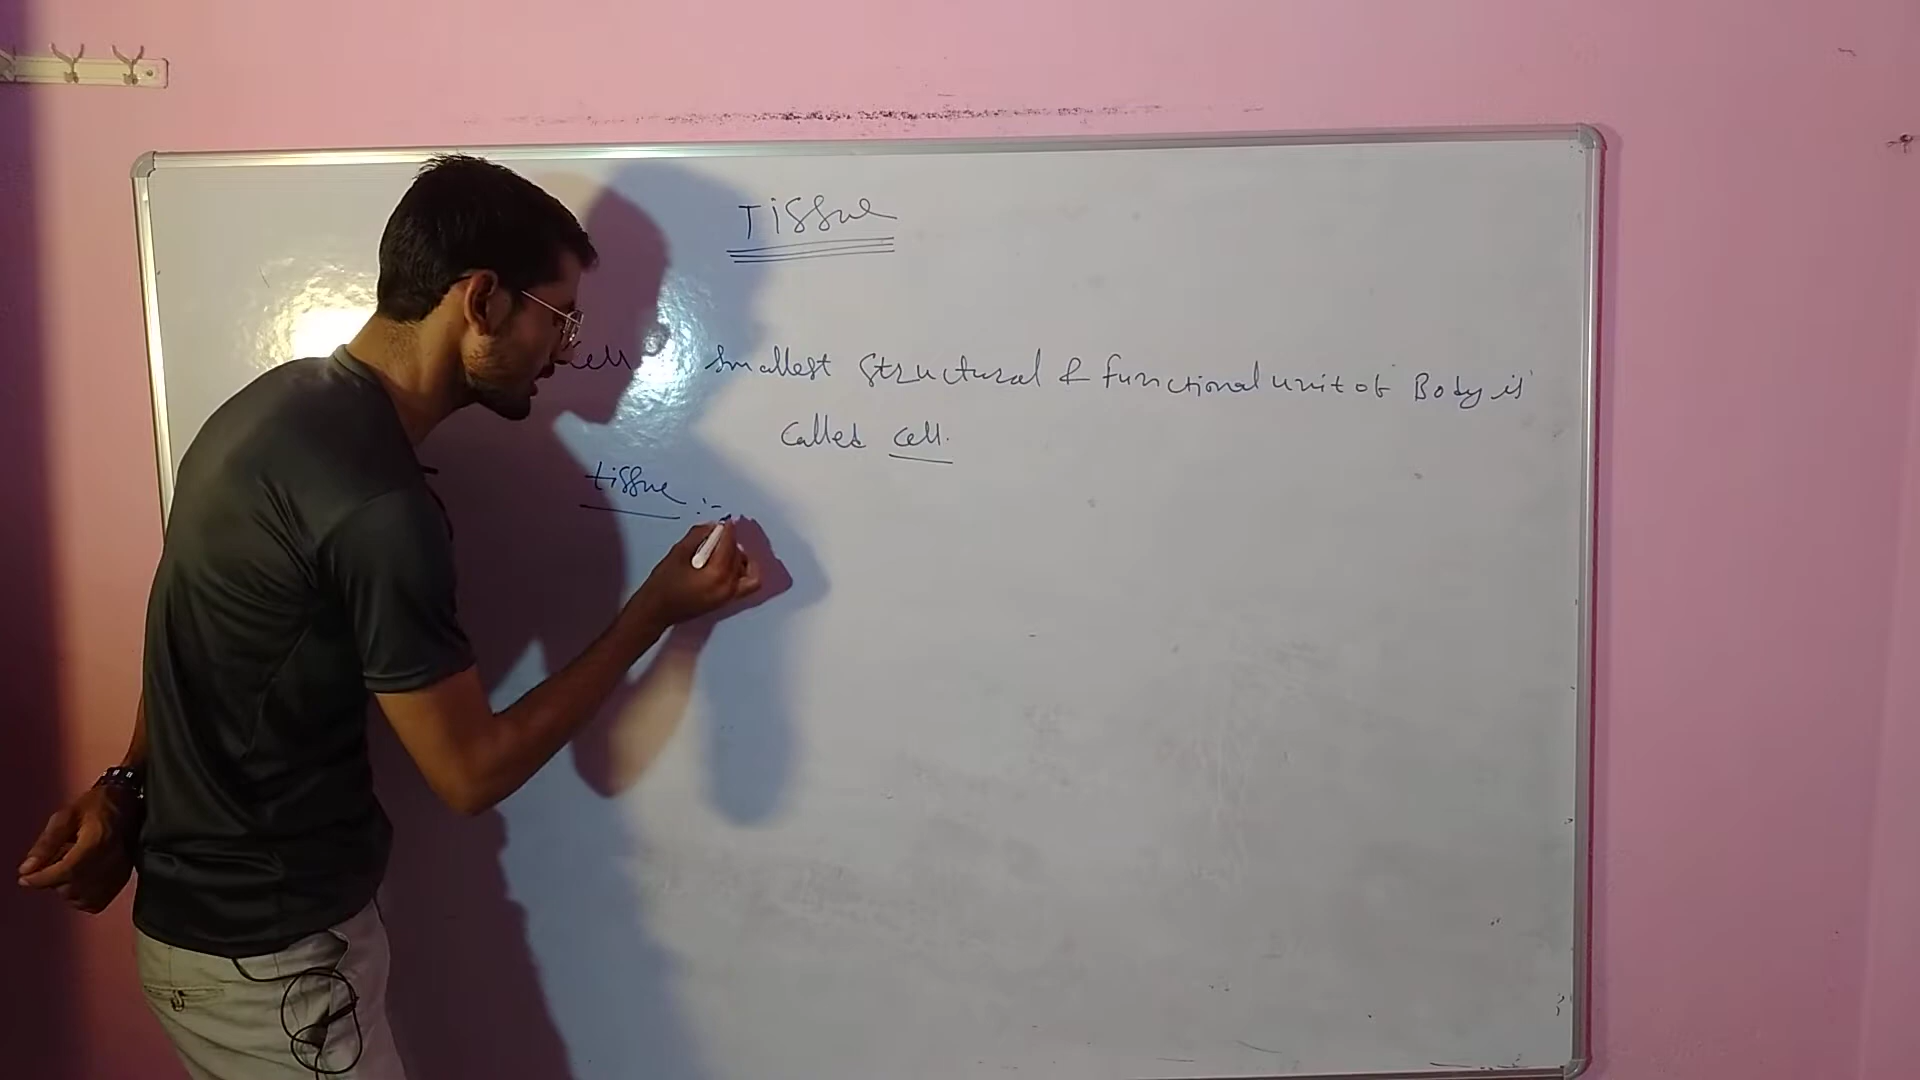 Tissue
Cell smallest structural & functional unit of Body is
called cell.
tissue :-